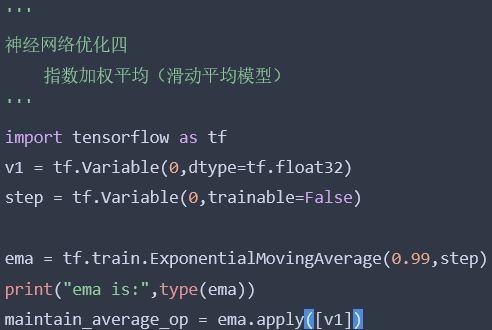 '''
神经网络优化四
    指数加权平均（滑动平均模型）
'''
import tensorflow as tf
v1 = tf.Variable(0,dtype=tf.float32)
step = tf.Variable(0,trainable=False)

ema = tf.train.ExponentialMovingAverage(0.99,step)
print("ema is:",type(ema))
maintain_average_op = ema.apply([v1])